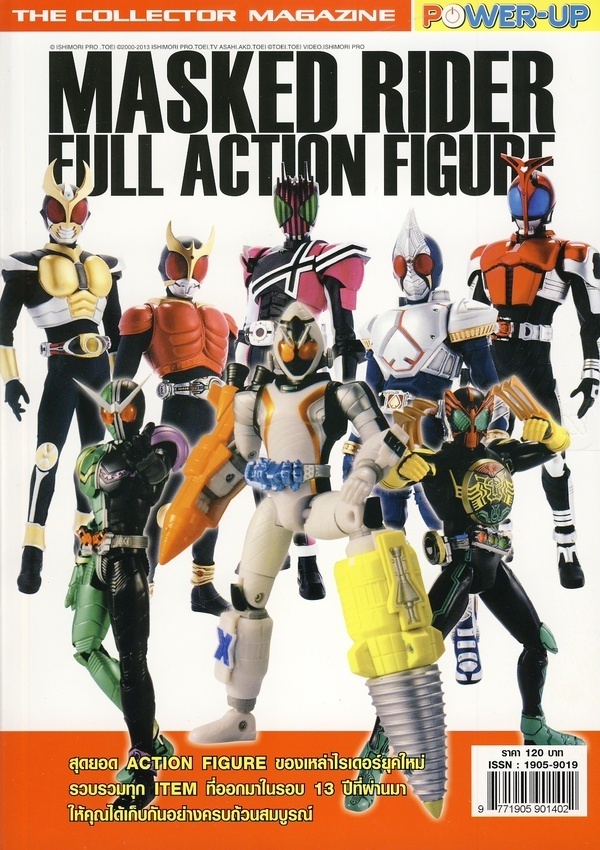 THE COLLECTOR MAGAZINE POWER-UP
© ISHIMORI PRO .TOEI ©2000-2013 ISHIMORI PRO.TOEI,TV ASAHI,AKD.TOEI ©TOEI.TOEI VIDEO.ISHIMORI PRO
MASKED RIDER
FULL ACTION FIGURE
สุดยอด ACTION FIGURE ของเหล่าไรเดอร์ยุคใหม่
รวบรวมทุก ITEM ที่ออกมาในรอบ 13 ปีที่ผ่านมา
ให้คุณได้เก็บกันอย่างครบถ้วนสมบูรณ์
ราคา 120 บาท
ISSN : 1905-9019
9 771905 901402